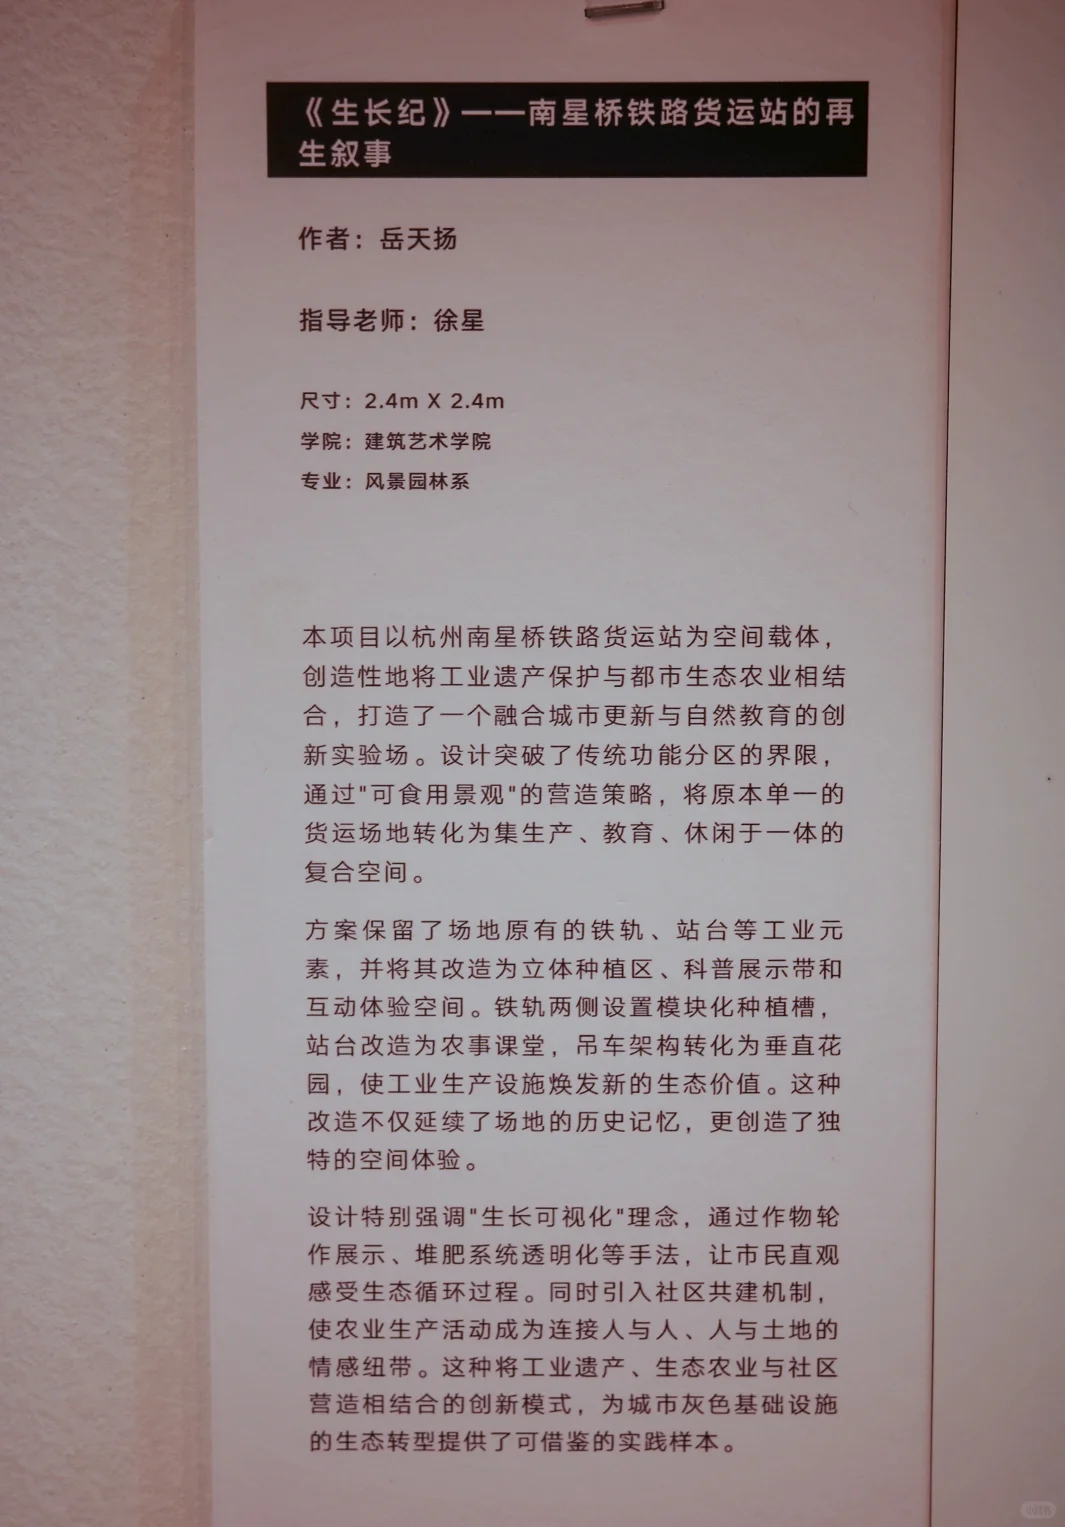 《生长纪》——南星桥铁路货运站的再
生叙事
作者：岳天扬
指导老师：徐星
尺寸：2.4m X 2.4m
学院：建筑艺术学院
专业：风景园林系
本项目以杭州南星桥铁路货运站为空间载体，
创造性地将工业遗产保护与都市生态农业相结
合，打造了一个融合城市更新与自然教育的创
新实验场。设计突破了传统功能分区的界限，
通过"可食用景观"的营造策略，将原本单一的
货运场地转化为集生产、教育、休闲于一体的
复合空间。
方案保留了场地原有的铁轨、站台等工业元
素，并将其改造为立体种植区、科普展示带和
互动体验空间。铁轨两侧设置模块化种植槽，
站台改造为农事课堂，吊车架构转化为垂直花
园，使工业生产设施焕发新的生态价值。这种
改造不仅延续了场地的历史记忆，更创造了独
特的空间体验。
设计特别强调"生长可视化"理念，通过作物轮
作展示、堆肥系统透明化等手法，让市民直观
感受生态循环过程。同时引入社区共建机制，
使农业生产活动成为连接人与人、人与土地的
情感纽带。这种将工业遗产、生态农业与社区
营造相结合的创新模式，为城市灰色基础设施
的生态转型提供了可借鉴的实践样本。
小红书